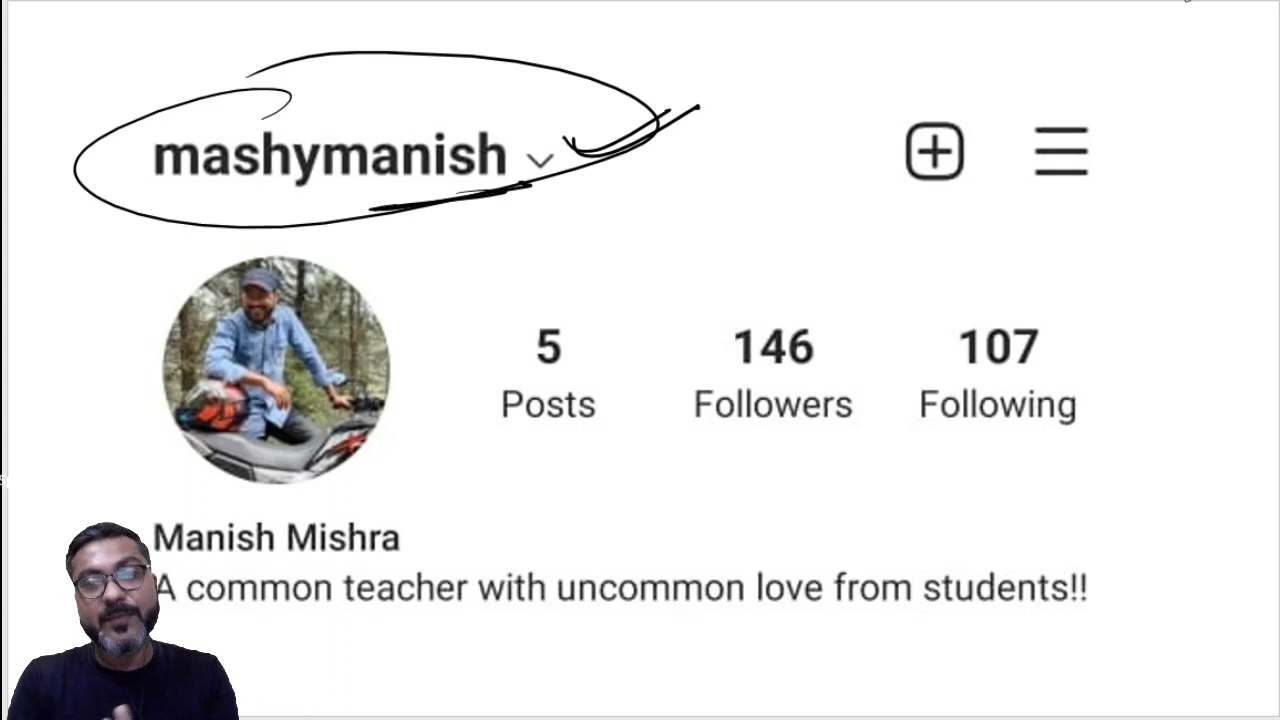 mashymanish
5 146 107
Posts Followers Following
Manish Mishra
A common teacher with uncommon love from students!!